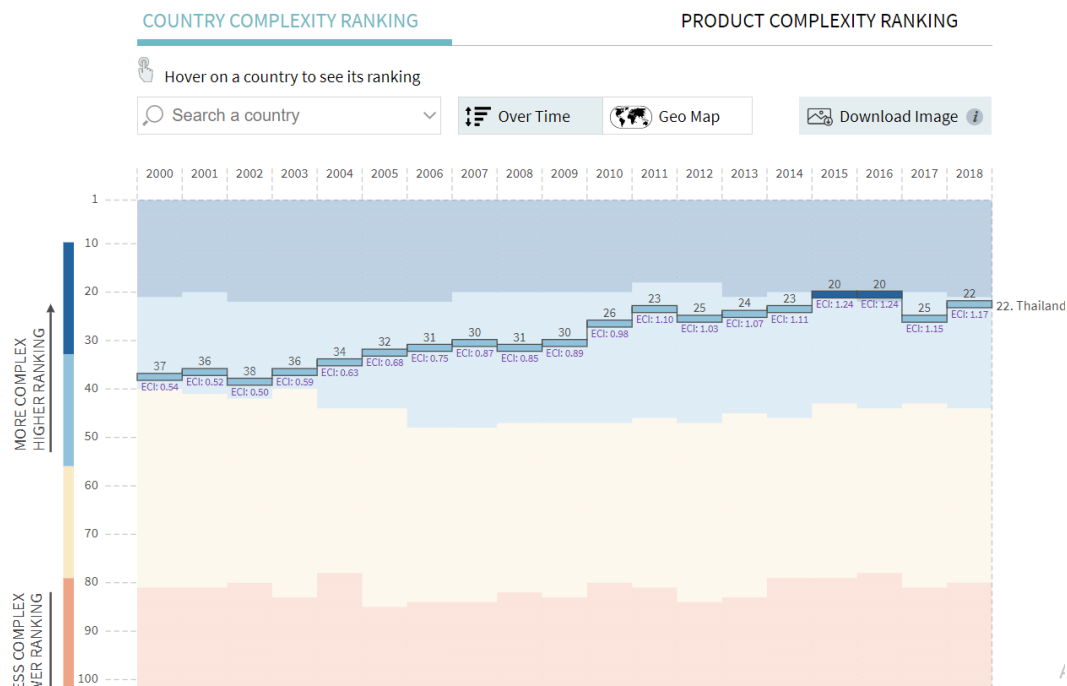 COUNTRY COMPLEXITY RANKING
PRODUCT COMPLEXITY RANKING
Hover on a country to see its ranking
Search a country
Over Time
Geo Map
Download Image i
2000 2001 2002 2003 2004 2005 2006 2007 2008 2009 2010 2011 2012 2013 2014 2015 2016 2017 2018
1
10
20
30
40
50
60
70
80
90
100
MORE COMPLEX
HIGHER RANKING
ESS COMPLEX
WER RANKING
37
ECI: 0.54
36
ECI: 0.52
38
ECI: 0.50
36
ECI: 0.59
34
ECI: 0.63
32
ECI: 0.68
31
ECI: 0.75
30
ECI: 0.87
31
ECI: 0.85
30
ECI: 0.89
26
ECI: 0.98
23
ECI: 1.10
25
ECI: 1.03
24
ECI: 1.07
23
ECI: 1.11
20
ECI: 1.24
20
ECI: 1.24
25
ECI: 1.15
22
ECI: 1.17
22. Thailand